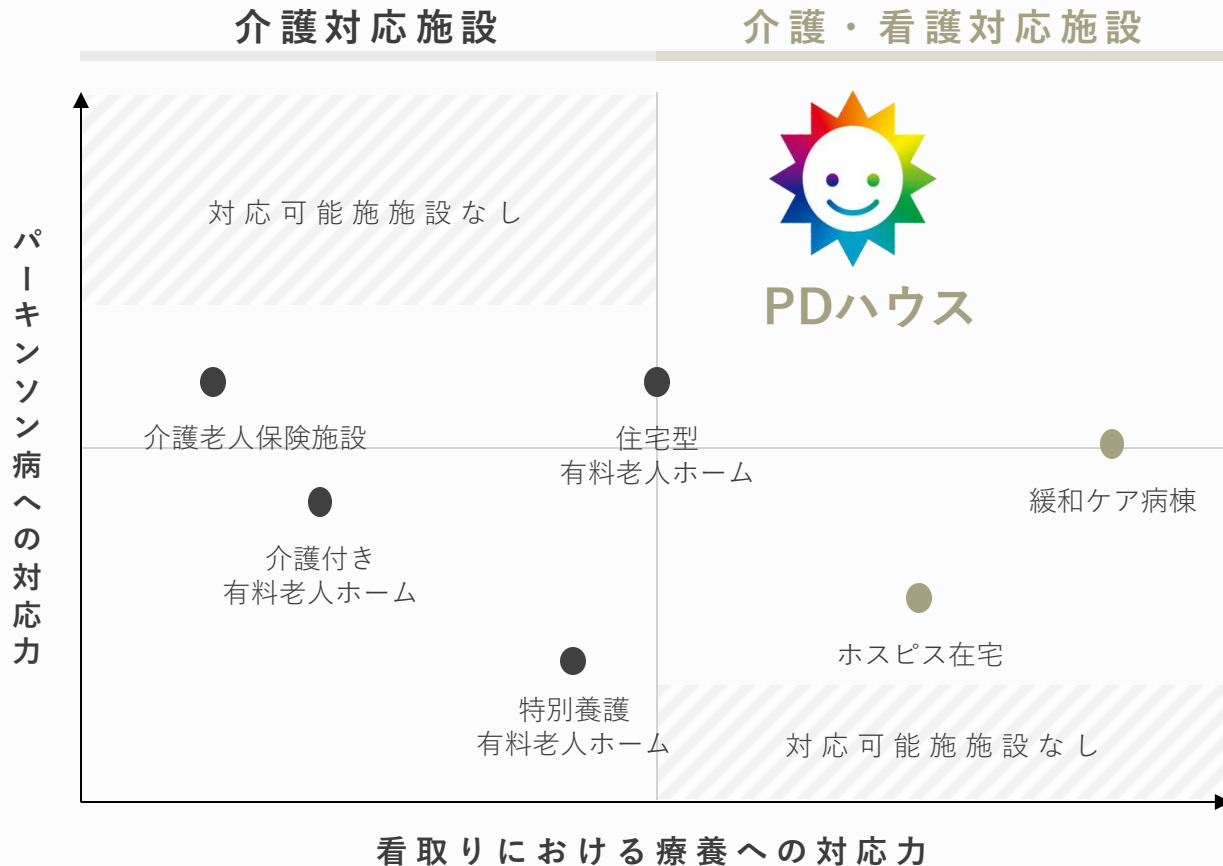 介護対応施設
介護・看護対応施設
対応可能施施設なし
PDハウス
パーキンソン病への対応力
介護老人保険施設
住宅型
有料老人ホーム
緩和ケア病棟
介護付き
有料老人ホーム
ホスピス在宅
特別養護
有料老人ホーム
対応可能施施設なし
看取りにおける療養への対応力